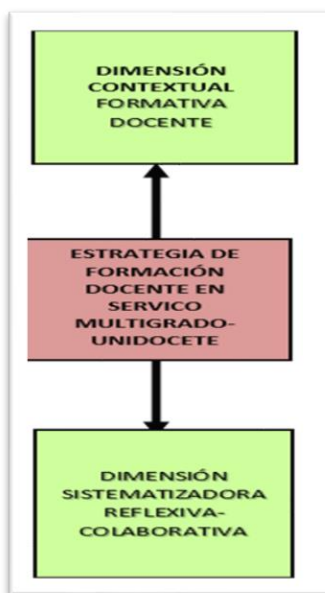 DIMENSIÓN
CONTEXTUAL
FORMATIVA
DOCENTE
ESTRATEGIA DE
FORMACIÓN
DOCENTE EN
SERVICO
MULTIGRADO-
UNIDOCETE
DIMENSIÓN
SISTEMATIZADORA
REFLEXIVA-
COLABORATIVA